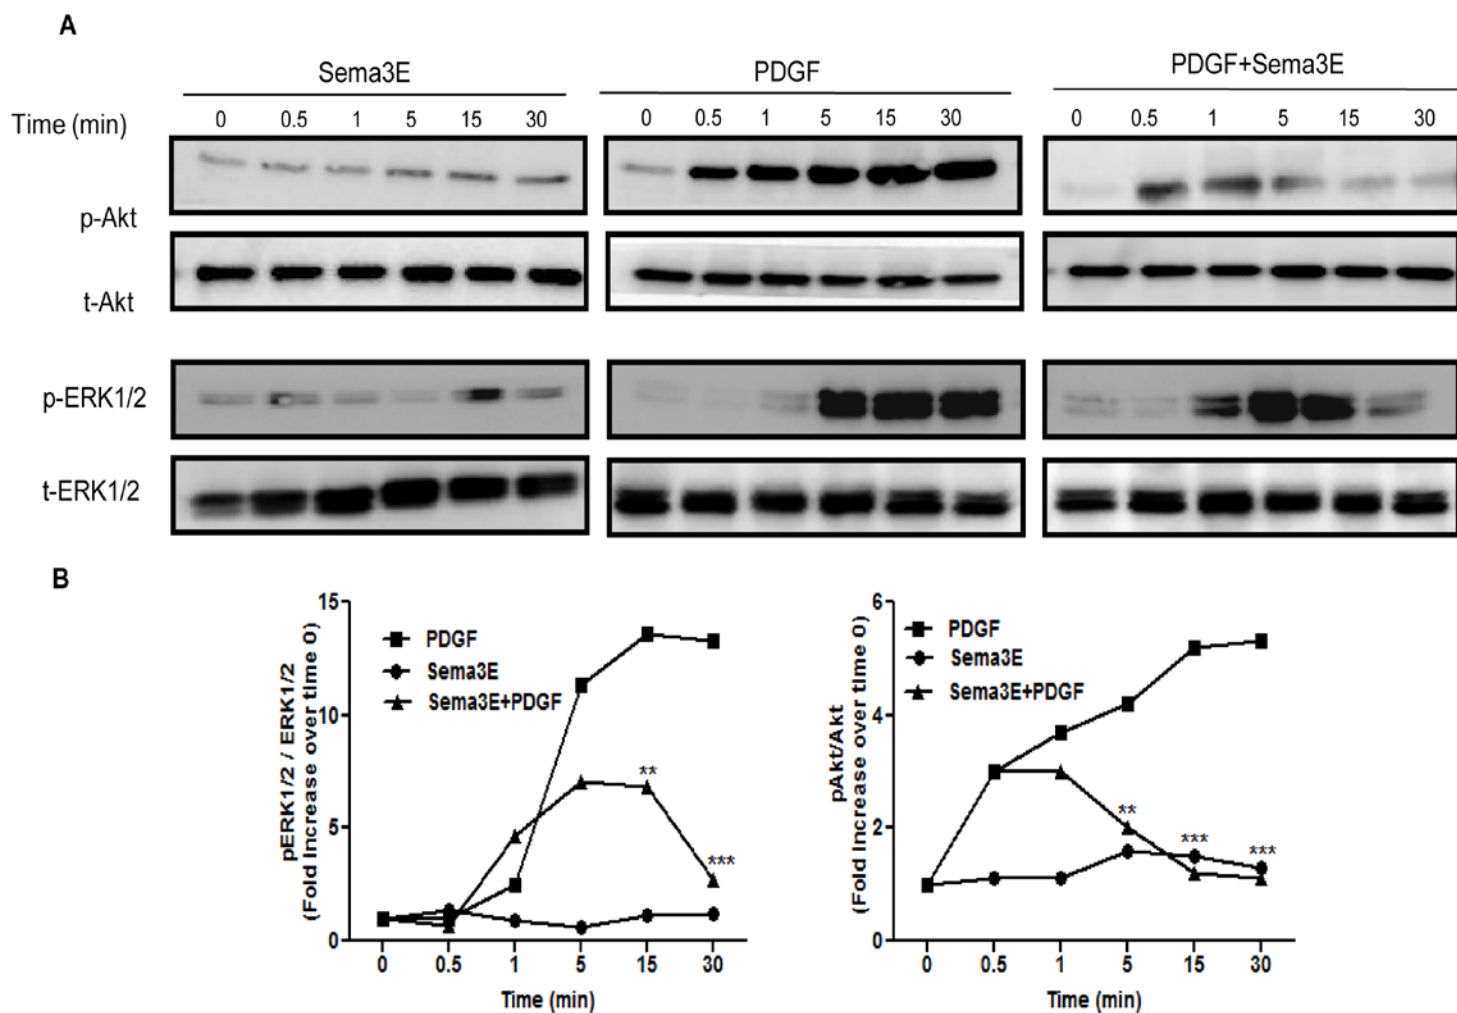 A
Sema3E PDGF PDGF+Sema3E
Time (min) 0 0.5 1 5 15 30 0 0.5 1 5 15 30 0 0.5 1 5 15 30
p-Akt
t-Akt
p-ERK1/2
t-ERK1/2
B
pERK1/2 / ERK1/2
(Fold Increase over time 0)
15
10
5
0
PDGF
Sema3E
Sema3E+PDGF
**
***
0 0.5 1 5 15 30
Time (min)
pAkt/Akt
(Fold Increase over time 0)
6
4
2
0
PDGF
Sema3E
Sema3E+PDGF
**
***
***
0 0.5 1 5 15 30
Time (min)